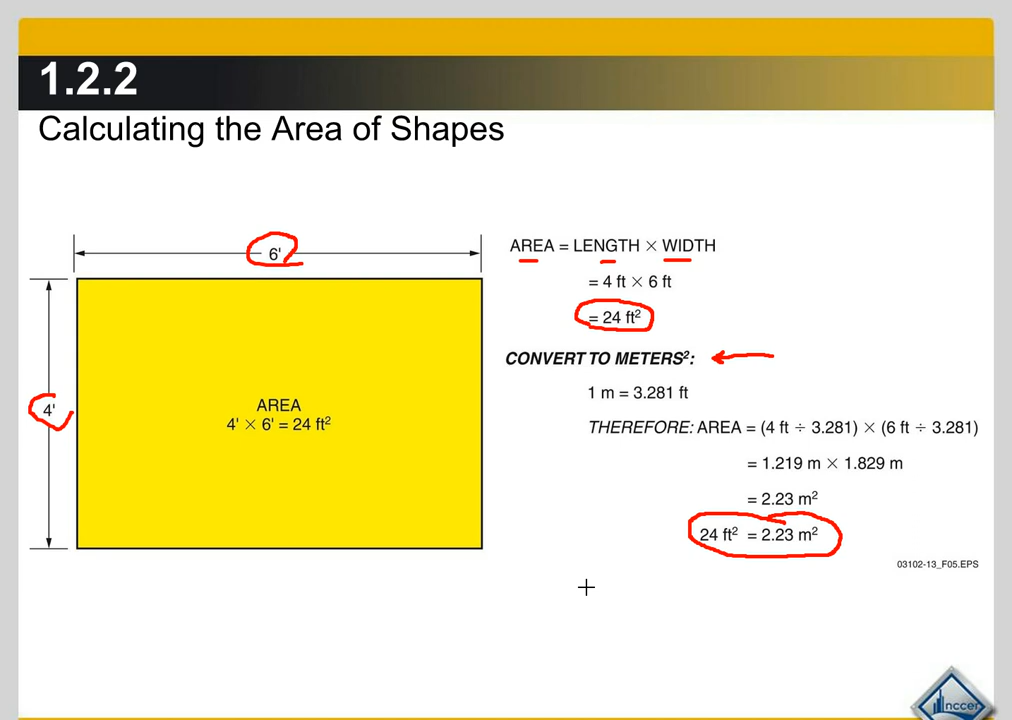 1.2.2
Calculating the Area of Shapes
6'
4'
AREA
4' × 6' = 24 ft²
AREA = LENGTH × WIDTH
= 4 ft × 6 ft
= 24 ft²
CONVERT TO METERS²:
1 m = 3.281 ft
THEREFORE: AREA = (4 ft ÷ 3.281) × (6 ft ÷ 3.281)
= 1.219 m × 1.829 m
= 2.23 m²
24 ft² = 2.23 m²
03102-13_F05.EPS
nccer